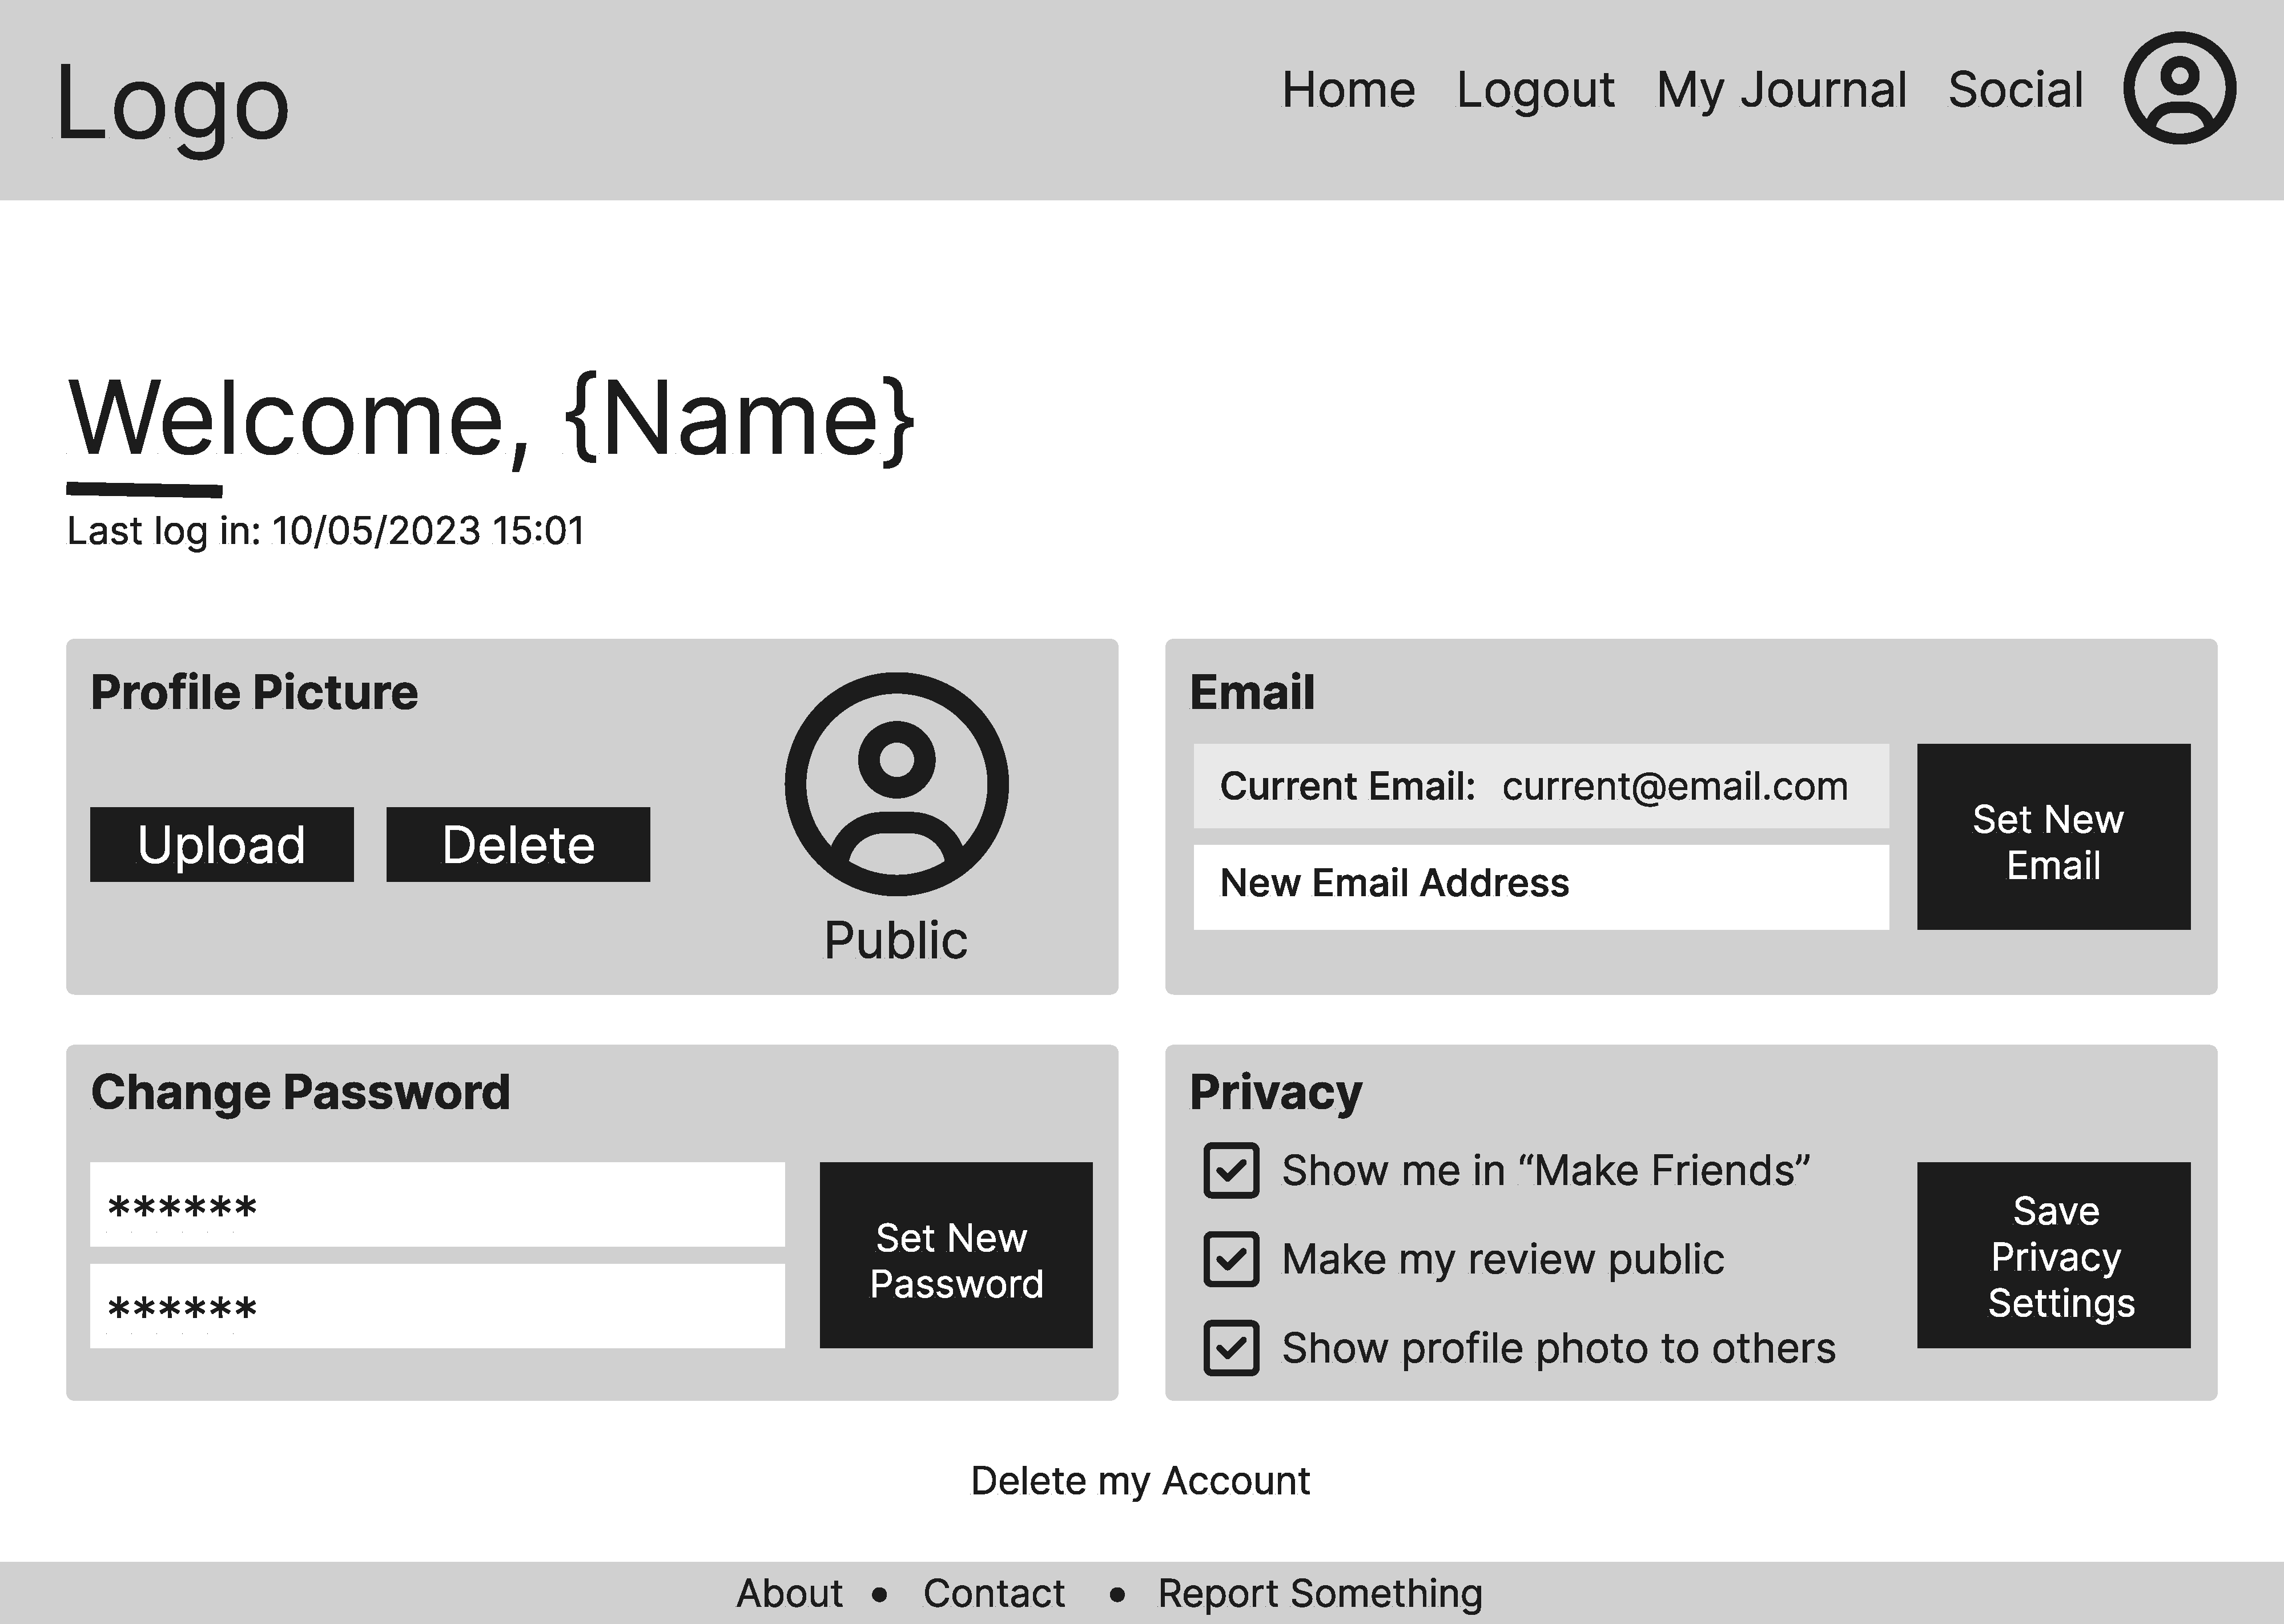 Logo
Home Logout My Journal Social
Welcome, {Name}
Last log in: 10/05/2023 15:01
Profile Picture
Upload Delete
Public
Email
Current Email: current@email.com
New Email Address
Set New
Email
Change Password
******
******
Set New
Password
Privacy
Show me in “Make Friends”
Make my review public
Show profile photo to others
Save
Privacy
Settings
Delete my Account
About • Contact • Report Something